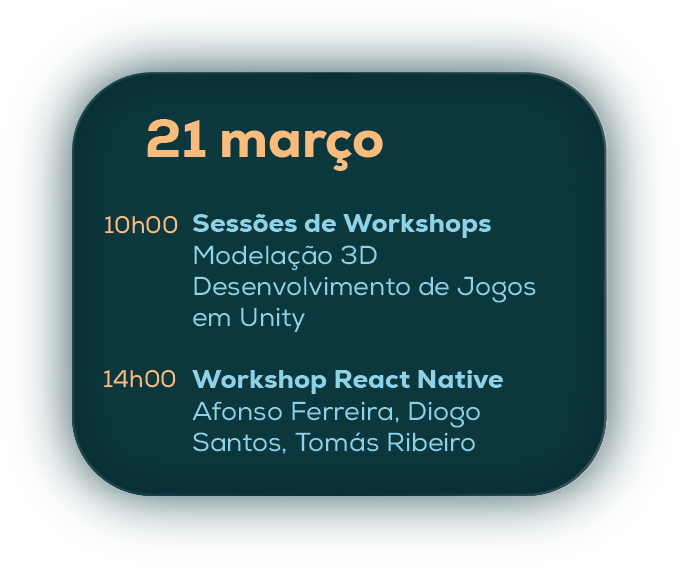 21 março
10h00 Sessões de Workshops
Modelação 3D
Desenvolvimento de Jogos
em Unity
14h00 Workshop React Native
Afonso Ferreira, Diogo
Santos, Tomás Ribeiro